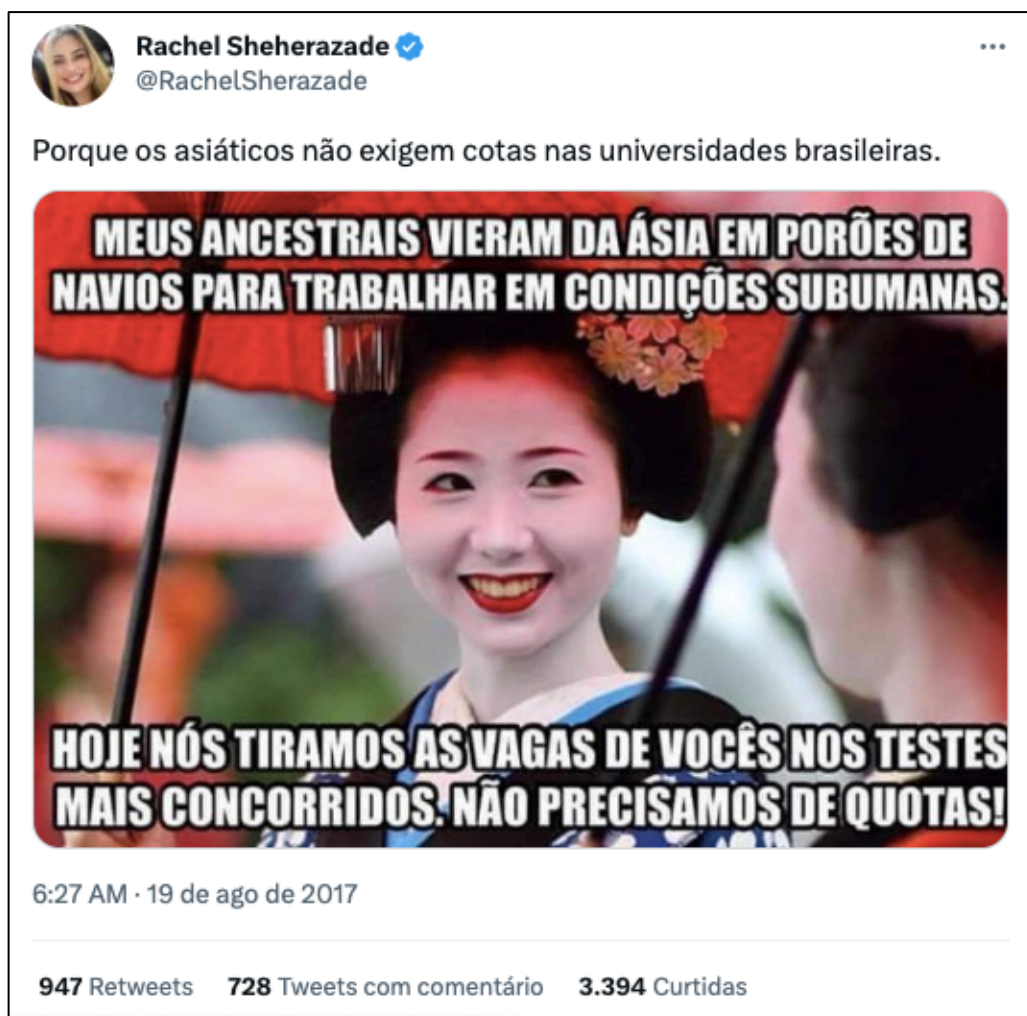 Rachel Sheherazade
@RachelSherazade
Porque os asiáticos não exigem cotas nas universidades brasileiras.
MEUS ANCESTRAIS VIERAM DA ÁSIA EM PORÕES DE
NAVIOS PARA TRABALHAR EM CONDIÇÕES SUBUMANAS.
HOJE NÓS TIRAMOS AS VAGAS DE VOCÊS NOS TESTES
MAIS CONCORRIDOS. NÃO PRECISAMOS DE QUOTAS!
6:27 AM · 19 de ago de 2017
947 Retweets 728 Tweets com comentário 3.394 Curtidas